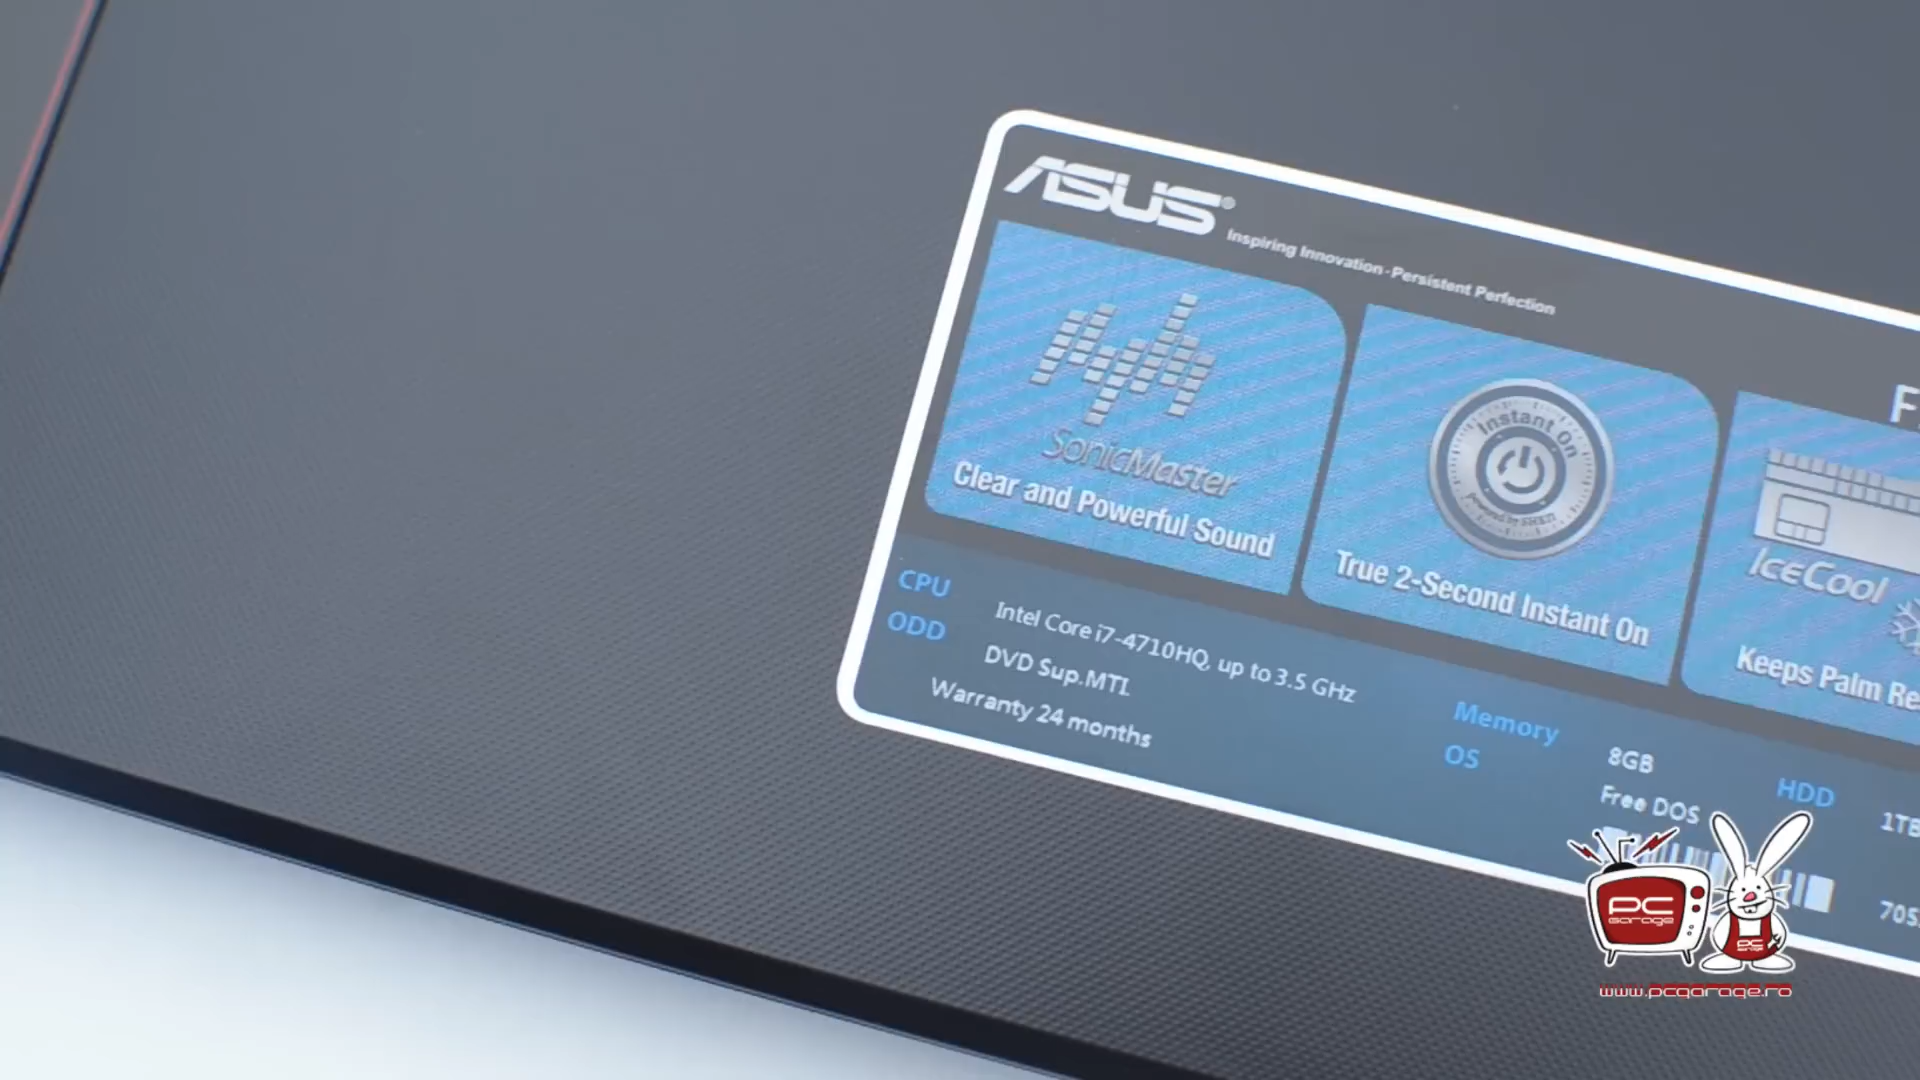 ASUS®
Inspiring Innovation · Persistent Perfection
SonicMaster
Clear and Powerful Sound
Instant On
True 2-Second Instant On
IceCool
Keeps Palm Re
CPU Intel Core i7-4710HQ, up to 3.5 GHz
ODD DVD Sup.MTL
Warranty 24 months
Memory 8GB
OS Free DOS
HDD 1TB
705
PC
Garage
www.pcgarage.ro